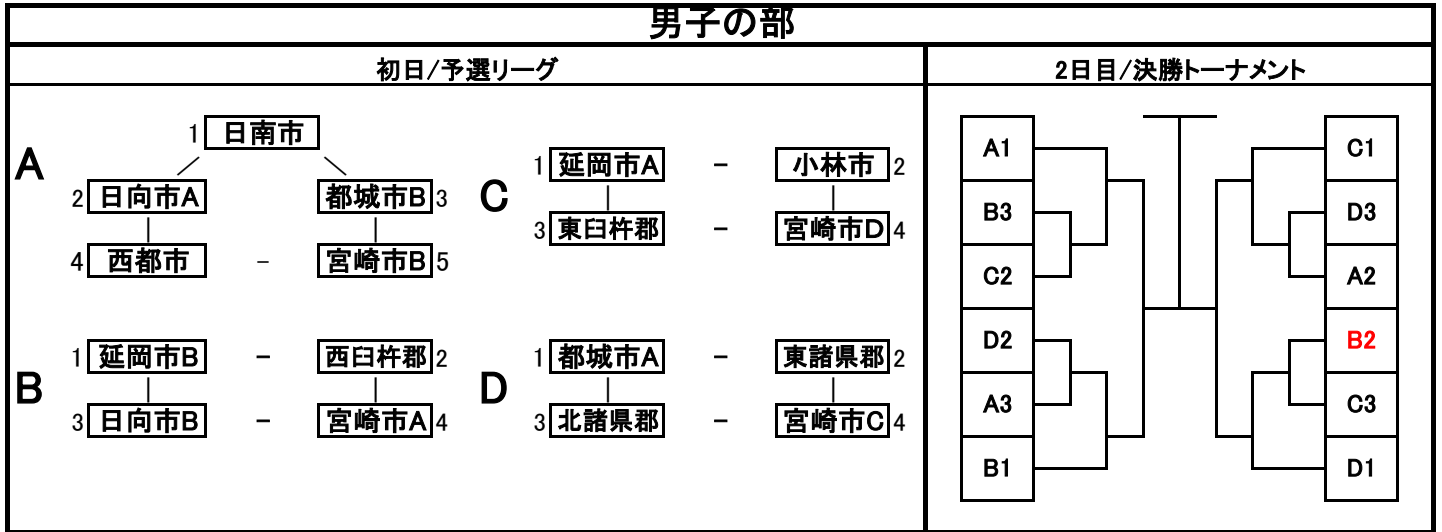 男子の部
初日/予選リーグ
2日目/決勝トーナメント
A
1 日南市
2 日向市A 都城市B 3
4 西都市 － 宮崎市B 5
B
1 延岡市B － 西臼杵郡 2
3 日向市B － 宮崎市A 4
C
1 延岡市A － 小林市 2
3 東臼杵郡 － 宮崎市D 4
D
1 都城市A － 東諸県郡 2
3 北諸県郡 － 宮崎市C 4
A1
B3
C2
D2
A3
B1
C1
D3
A2
B2
C3
D1